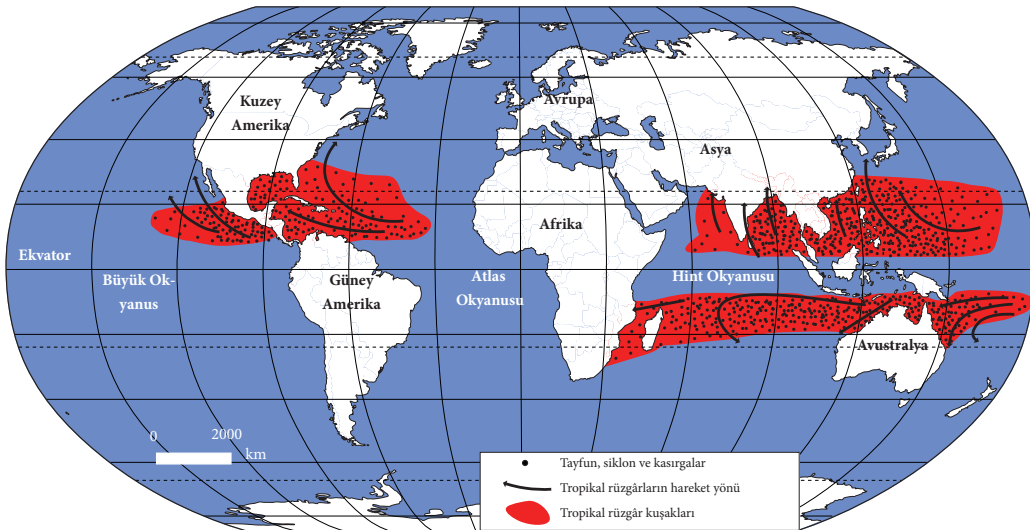 Kuzey
Amerika
Avrupa
Asya
Afrika
Ekvator
Büyük Ok-
yanus
Güney
Amerika
Atlas
Okyanusu
Hint Okyanusu
Avustralya
0 2000
km
Tayfun, siklon ve kasırgalar
Tropikal rüzgârların hareket yönü
Tropikal rüzgâr kuşakları